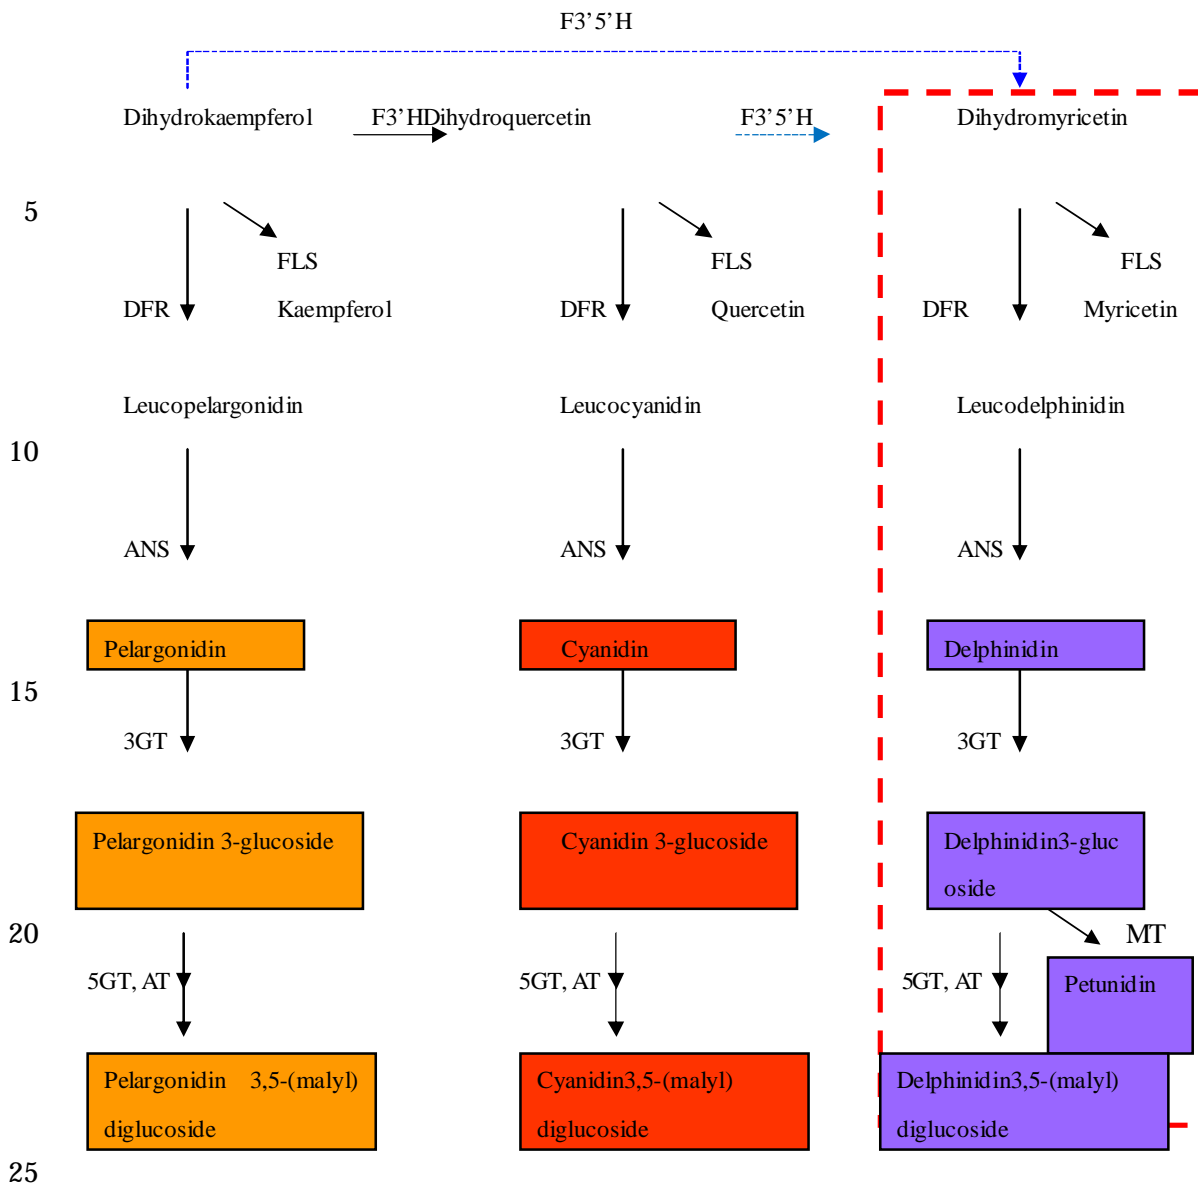 F3’5’H
Dihydrokaempferol F3’HDihydroquercetin F3’5’H Dihydromyricetin
5
FLS FLS FLS
DFR Kaempferol DFR Quercetin DFR Myricetin
Leucopelargonidin Leucocyanidin Leucodelphinidin
10
ANS ANS ANS
Pelargonidin Cyanidin Delphinidin
15
3GT 3GT 3GT
Pelargonidin 3-glucoside Cyanidin 3-glucoside Delphinidin3-gluc
oside
20 MT
5GT, AT 5GT, AT 5GT, AT Petunidin
Pelargonidin 3,5-(malyl) Cyanidin3,5-(malyl) Delphinidin3,5-(malyl)
diglucoside diglucoside diglucoside
25